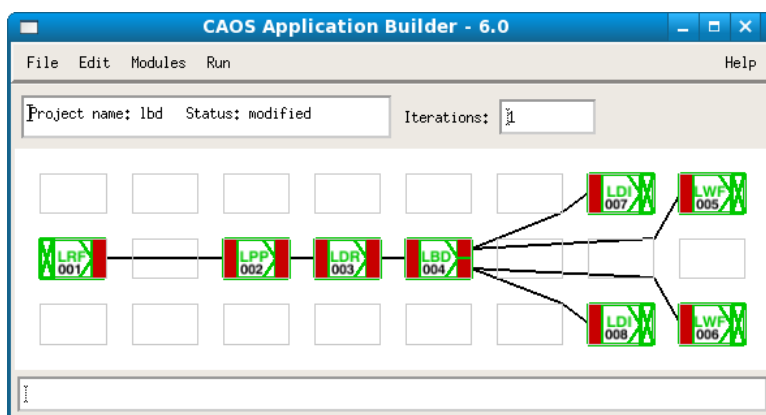 CAOS Application Builder - 6.0
File Edit Modules Run Help
Project name: lbd Status: modified
Iterations: 1
LDI LWF
007 005
LRF LPP LDR LBD
001 002 003 004
LDI LWF
008 006